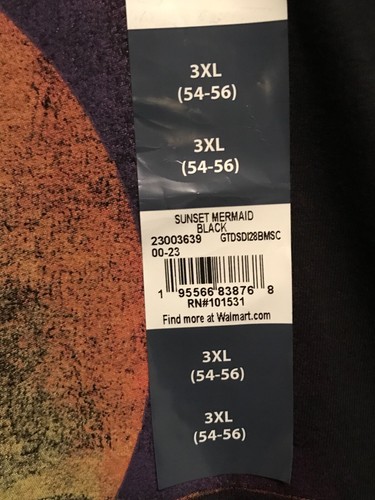 3XL
(54-56)
3XL
(54-56)
SUNSET MERMAID
BLACK
23003639 GTDSDI28BMSC
00-23
1 95566 83876 8
RN#101531
Find more at Walmart.com
3XL
(54-56)
3XL
(54-56)